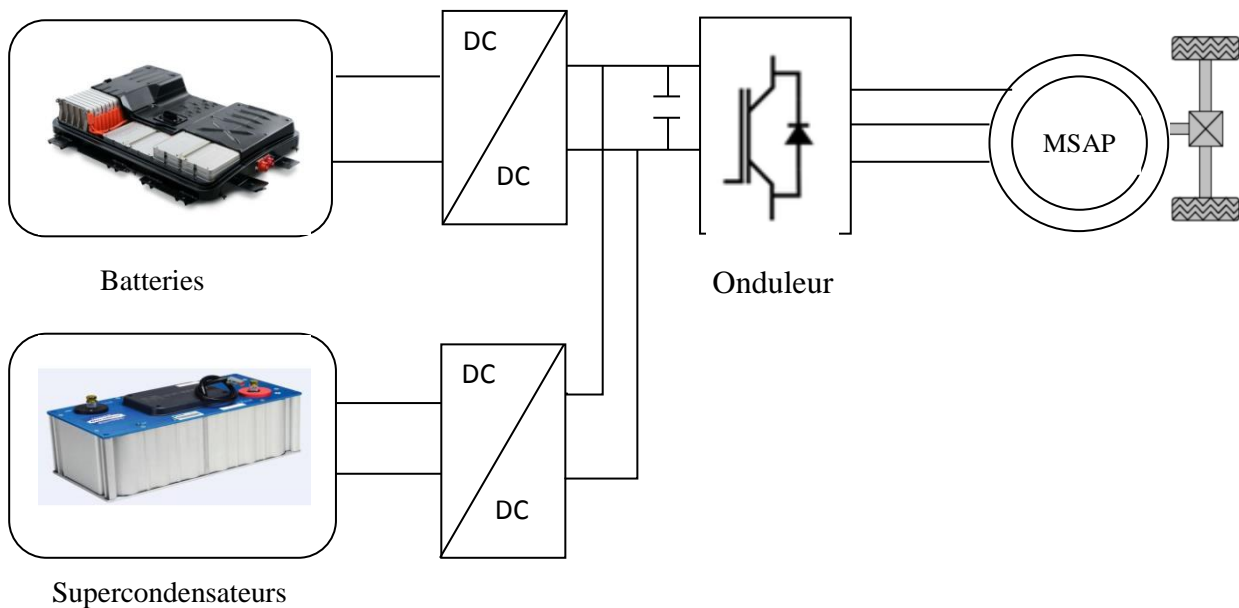 DC
DC
Batteries
Onduleur
MSAP
DC
DC
Supercondensateurs